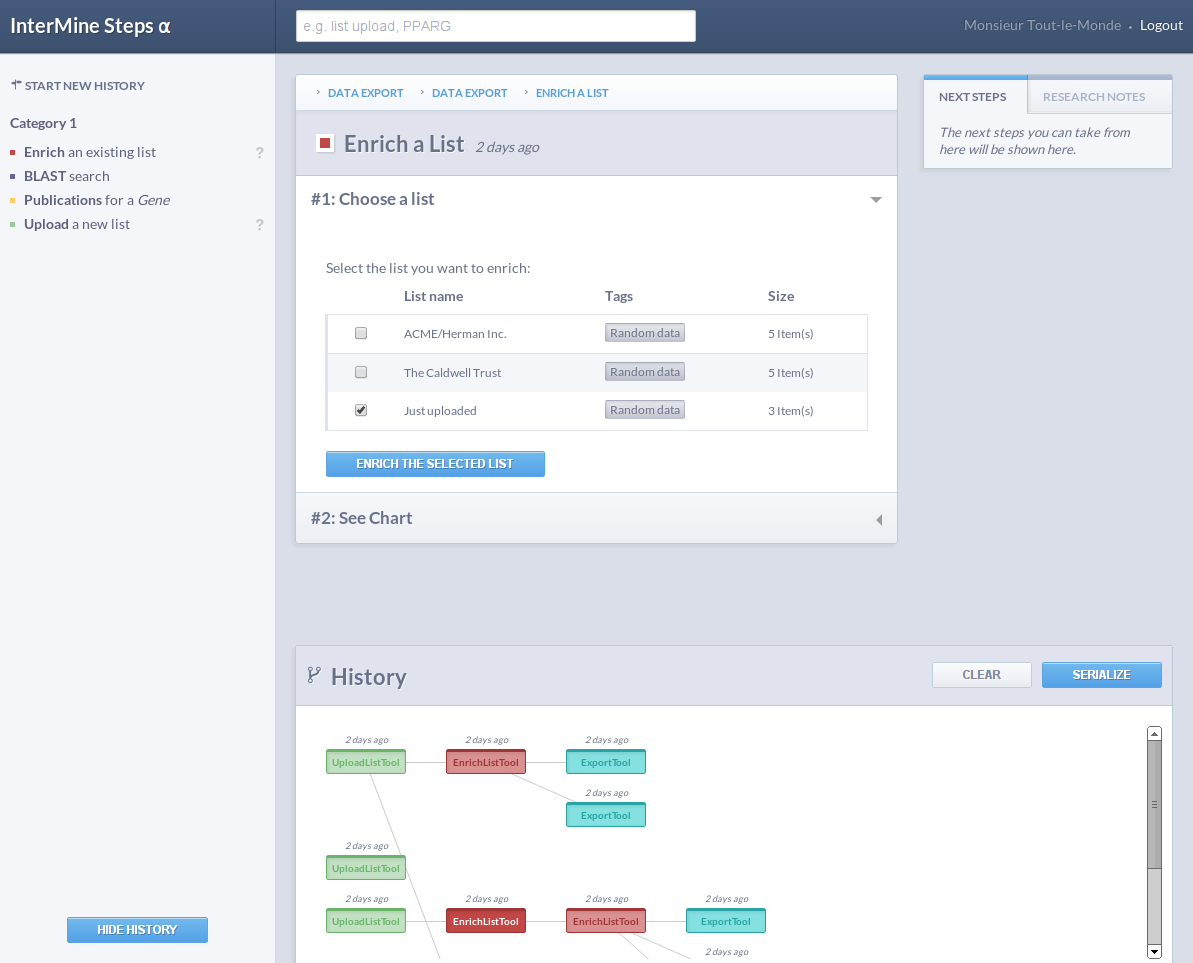 InterMine Steps α
e.g. list upload, PPARG
Monsieur Tout-le-Monde . Logout
START NEW HISTORY
Category 1
Enrich an existing list ?
BLAST search
Publications for a Gene
Upload a new list ?
HIDE HISTORY
› DATA EXPORT › DATA EXPORT › ENRICH A LIST
Enrich a List 2 days ago
#1: Choose a list
Select the list you want to enrich:
List name Tags Size
ACME/Herman Inc. Random data 5 Item(s)
The Caldwell Trust Random data 5 Item(s)
Just uploaded Random data 3 Item(s)
ENRICH THE SELECTED LIST
#2: See Chart
NEXT STEPS RESEARCH NOTES
The next steps you can take from
here will be shown here.
History
CLEAR SERIALIZE
2 days ago 2 days ago 2 days ago
UploadListTool EnrichListTool ExportTool
2 days ago
ExportTool
2 days ago
UploadListTool
2 days ago 2 days ago 2 days ago 2 days ago
UploadListTool EnrichListTool EnrichListTool ExportTool
2 days ago